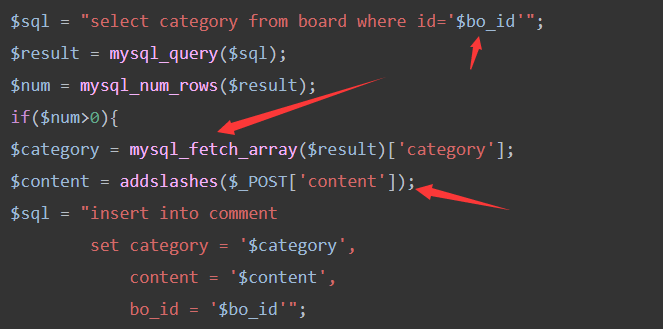 $sql = "select category from board where id='$bo_id'";
$result = mysql_query($sql);
$num = mysql_num_rows($result);
if($num>0){
$category = mysql_fetch_array($result)['category'];
$content = addslashes($_POST['content']);
$sql = "insert into comment
set category = '$category',
content = '$content',
bo_id = '$bo_id'";